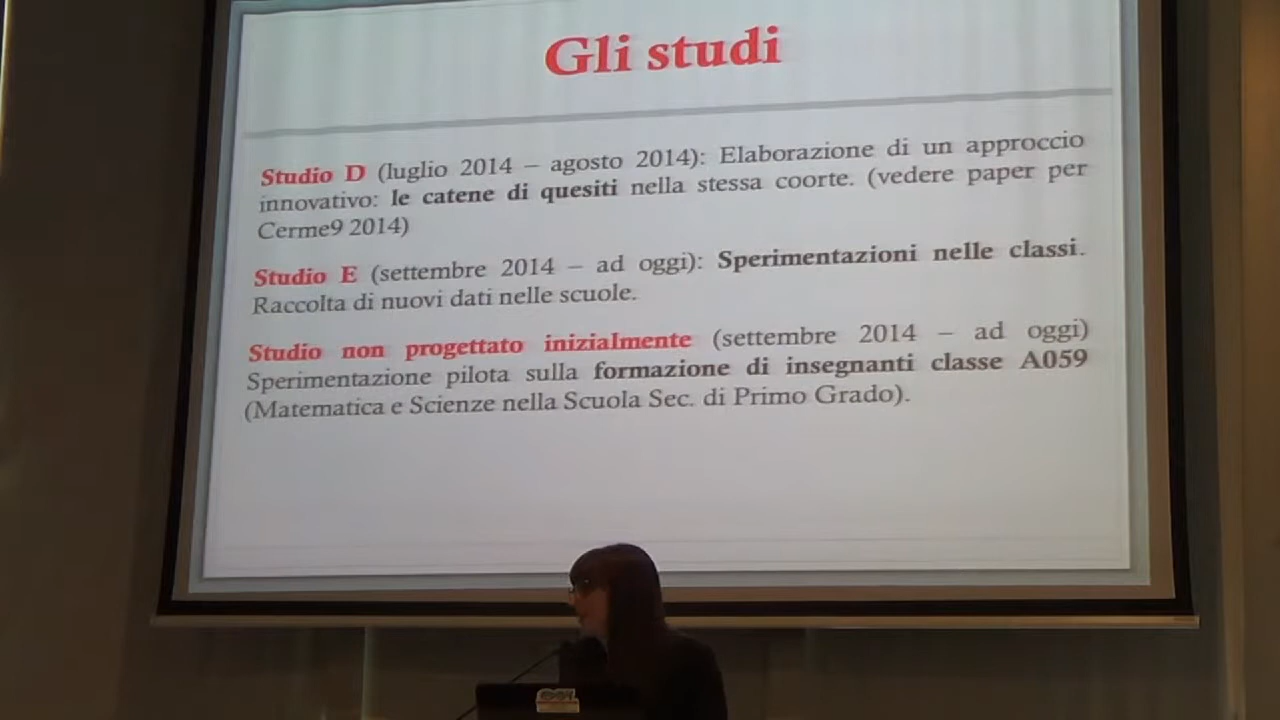 Gli studi
Studio D (luglio 2014 – agosto 2014): Elaborazione di un approccio
innovativo: le catene di quesiti nella stessa coorte. (vedere paper per
Cerme9 2014)
Studio E (settembre 2014 – ad oggi): Sperimentazioni nelle classi.
Raccolta di nuovi dati nelle scuole.
Studio non progettato inizialmente (settembre 2014 – ad oggi)
Sperimentazione pilota sulla formazione di insegnanti classe A059
(Matematica e Scienze nella Scuola Sec. di Primo Grado).